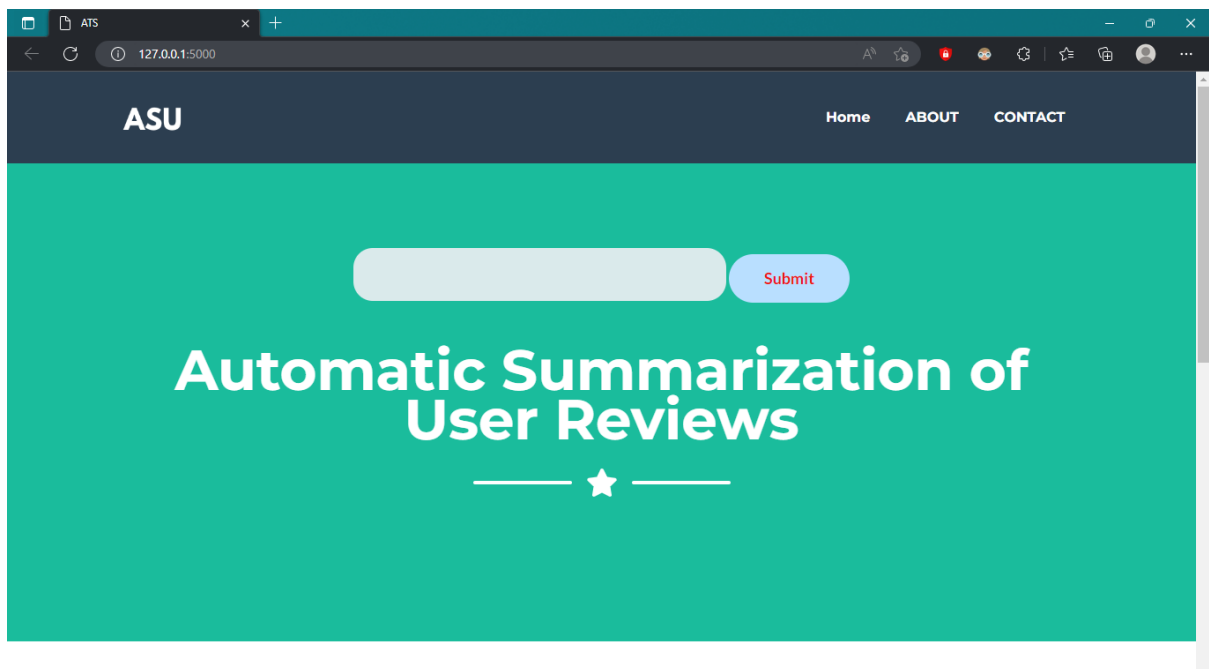 ATS
127.0.0.1:5000
ASU
Home ABOUT CONTACT
Submit
Automatic Summarization of
User Reviews